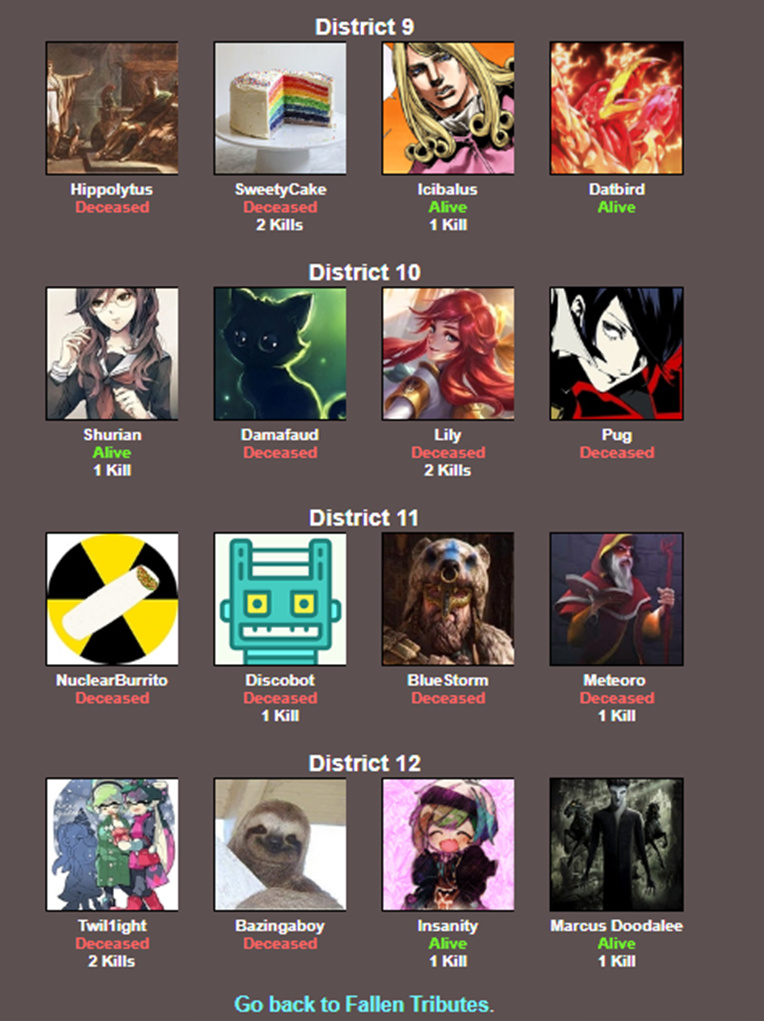 District 9
Hippolytus
Deceased
SweetyCake
Deceased
2 Kills
Icibalus
Alive
1 Kill
Datbird
Alive
District 10
Shurian
Alive
1 Kill
Damafaud
Deceased
Lily
Deceased
2 Kills
Pug
Deceased
District 11
NuclearBurrito
Deceased
Discobot
Deceased
1 Kill
BlueStorm
Deceased
Meteoro
Deceased
1 Kill
District 12
Twil1ight
Deceased
2 Kills
Bazingaboy
Deceased
Insanity
Alive
1 Kill
Marcus Doodalee
Alive
1 Kill
Go back to Fallen Tributes.